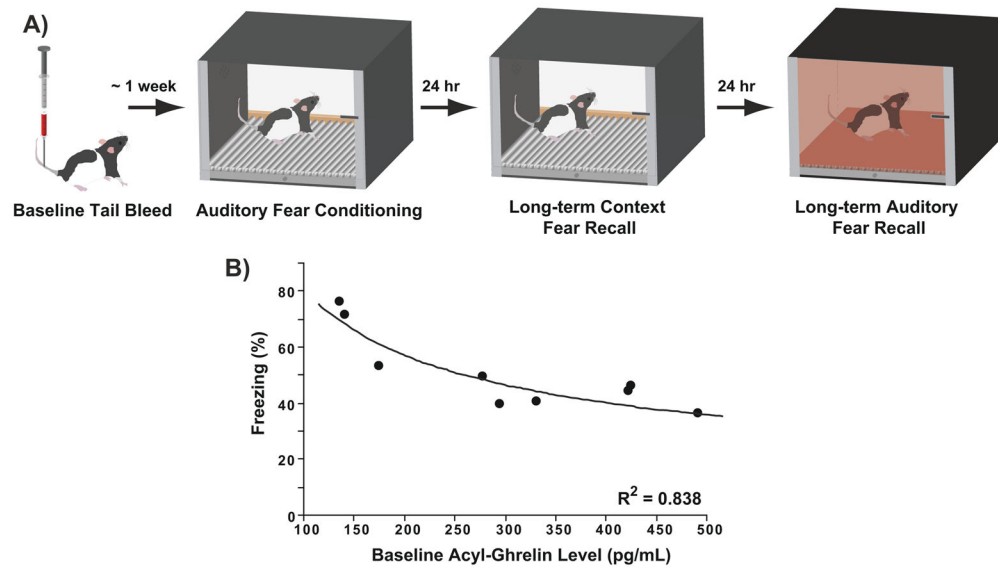 A)
~ 1 week
24 hr
24 hr
Baseline Tail Bleed
Auditory Fear Conditioning
Long-term Context
Fear Recall
Long-term Auditory
Fear Recall
B)
Freezing (%)
80
60
40
20
0
R² = 0.838
100 150 200 250 300 350 400 450 500
Baseline Acyl-Ghrelin Level (pg/mL)